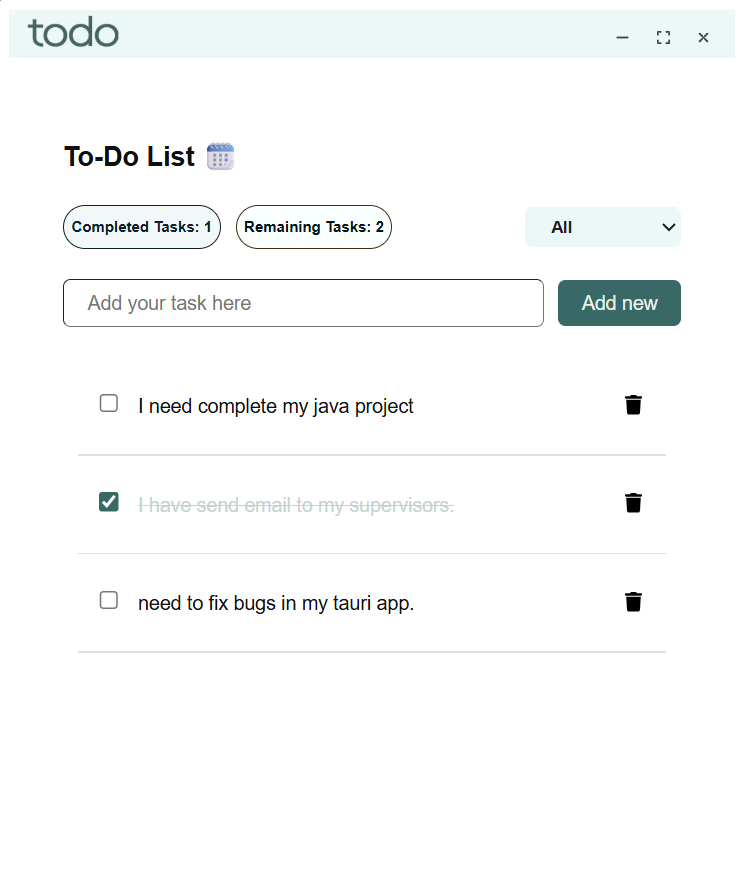 todo
To-Do List
Completed Tasks: 1 Remaining Tasks: 2 All
Add your task here Add new
I need complete my java project
I have send email to my supervisors.
need to fix bugs in my tauri app.